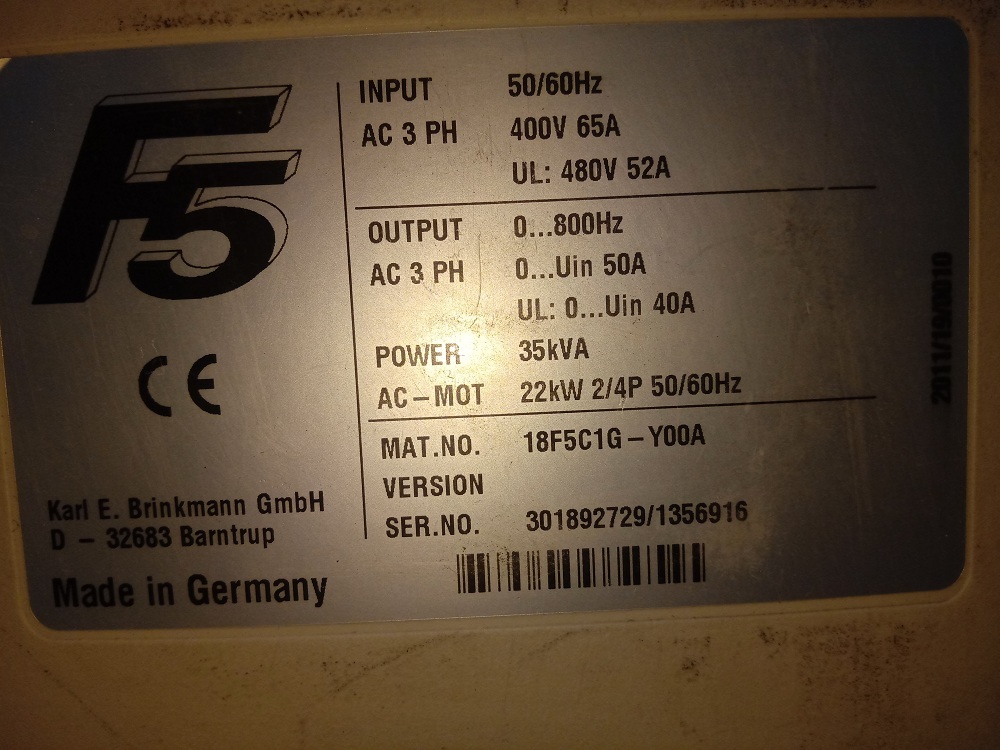 F5
CE
Karl E. Brinkmann GmbH
D – 32683 Barntrup
Made in Germany
INPUT 50/60Hz
AC 3 PH 400V 65A
UL: 480V 52A
OUTPUT 0...800Hz
AC 3 PH 0...Uin 50A
UL: 0...Uin 40A
POWER 35kVA
AC–MOT 22kW 2/4P 50/60Hz
MAT.NO. 18F5C1G–Y00A
VERSION
SER.NO. 301892729/1356916
2011/19/0010